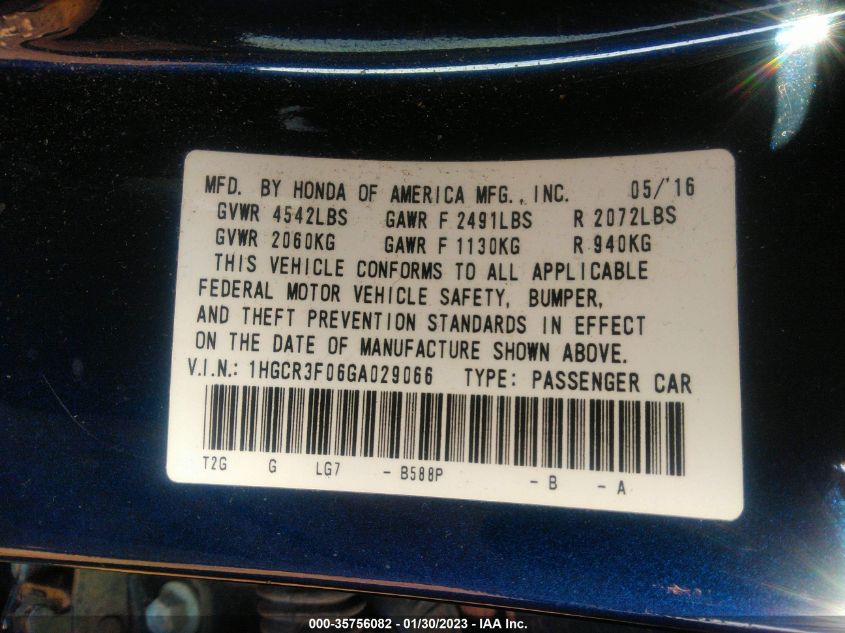 MFD. BY HONDA OF AMERICA MFG., INC. 05/'16
GVWR 4542LBS GAWR F 2491LBS R 2072LBS
GVWR 2060KG GAWR F 1130KG R 940KG
THIS VEHICLE CONFORMS TO ALL APPLICABLE
FEDERAL MOTOR VEHICLE SAFETY, BUMPER,
AND THEFT PREVENTION STANDARDS IN EFFECT
ON THE DATE OF MANUFACTURE SHOWN ABOVE.
V.I.N.: 1HGCR3F06GA029066 TYPE: PASSENGER CAR
T2G G LG7 - B588P - B - A
000-35756082 - 01/30/2023 - IAA Inc.